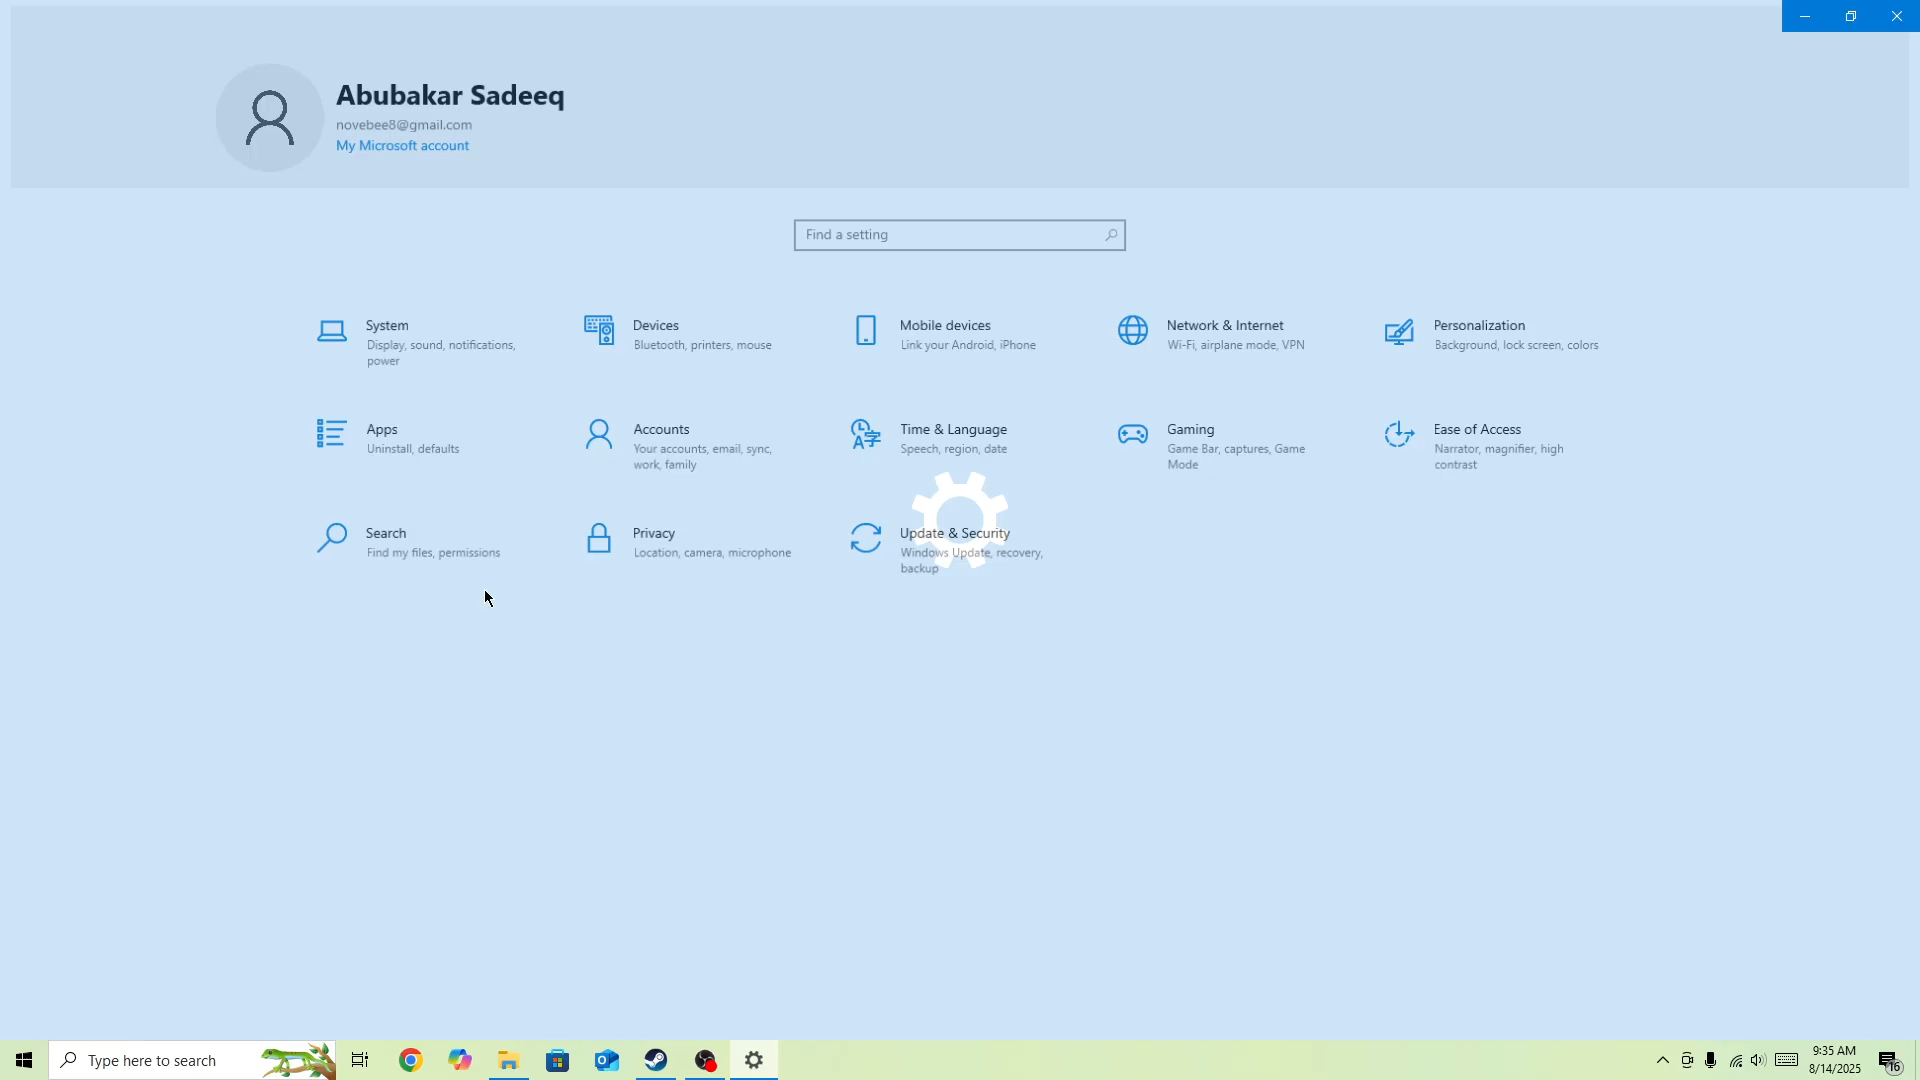 Abubakar Sadeeq
novebee8@gmail.com
My Microsoft account
Find a setting
System
Display, sound, notifications,
power
Devices
Bluetooth, printers, mouse
Mobile devices
Link your Android, iPhone
Network & Internet
Wi-Fi, airplane mode, VPN
Personalization
Background, lock screen, colors
Apps
Uninstall, defaults
Accounts
Your accounts, email, sync,
work, family
Time & Language
Speech, region, date
Gaming
Game Bar, captures, Game
Mode
Ease of Access
Narrator, magnifier, high
contrast
Search
Find my files, permissions
Privacy
Location, camera, microphone
Update & Security
Windows Update, recovery,
backup
Type here to search
9:35 AM
8/14/2025
16